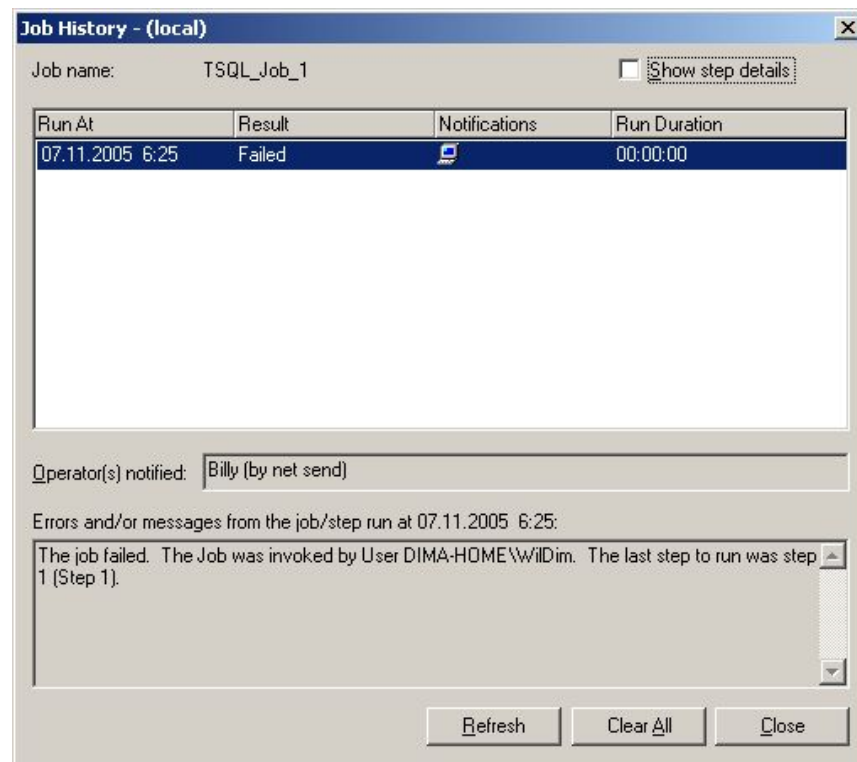 Job History - (local)
Job name: TSQL_Job_1 Show step details
Run At Result Notifications Run Duration
07.11.2005 6:25 Failed 00:00:00
Operator(s) notified: Billy (by net send)
Errors and/or messages from the job/step run at 07.11.2005 6:25:
The job failed. The Job was invoked by User DIMA-HOME\WilDim. The last step to run was step
1 (Step 1).
Refresh Clear All Close